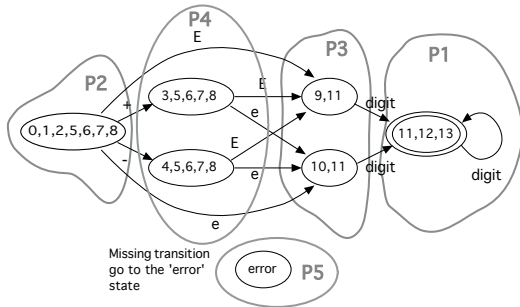 P4
E
P3
P1
P2
+
3,5,6,7,8
E
9,11
digit
e
0,1,2,5,6,7,8
11,12,13
E
-
4,5,6,7,8
e
10,11
digit
digit
e
Missing transition
go to the 'error'
state
error
P5